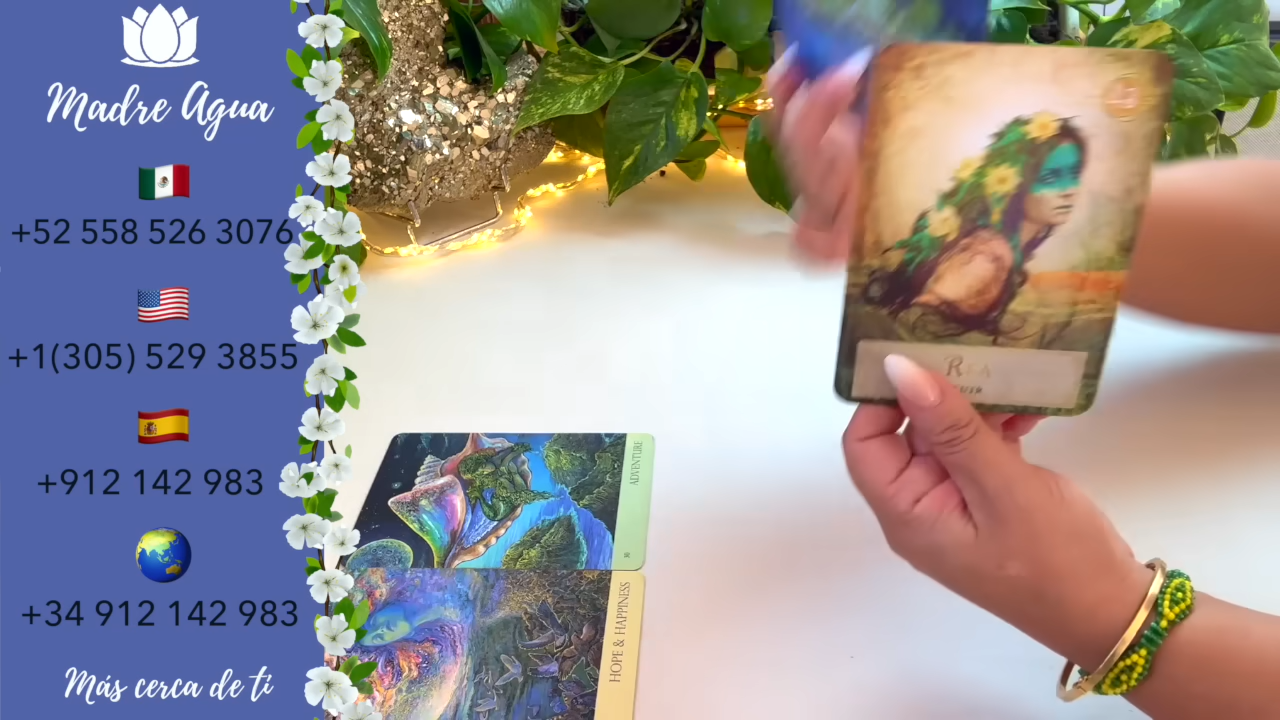 Madre Agua
+52 558 526 3076
+1(305) 529 3855
+912 142 983
+34 912 142 983
Más cerca de ti
ADVENTURE
HOPE & HAPPINESS